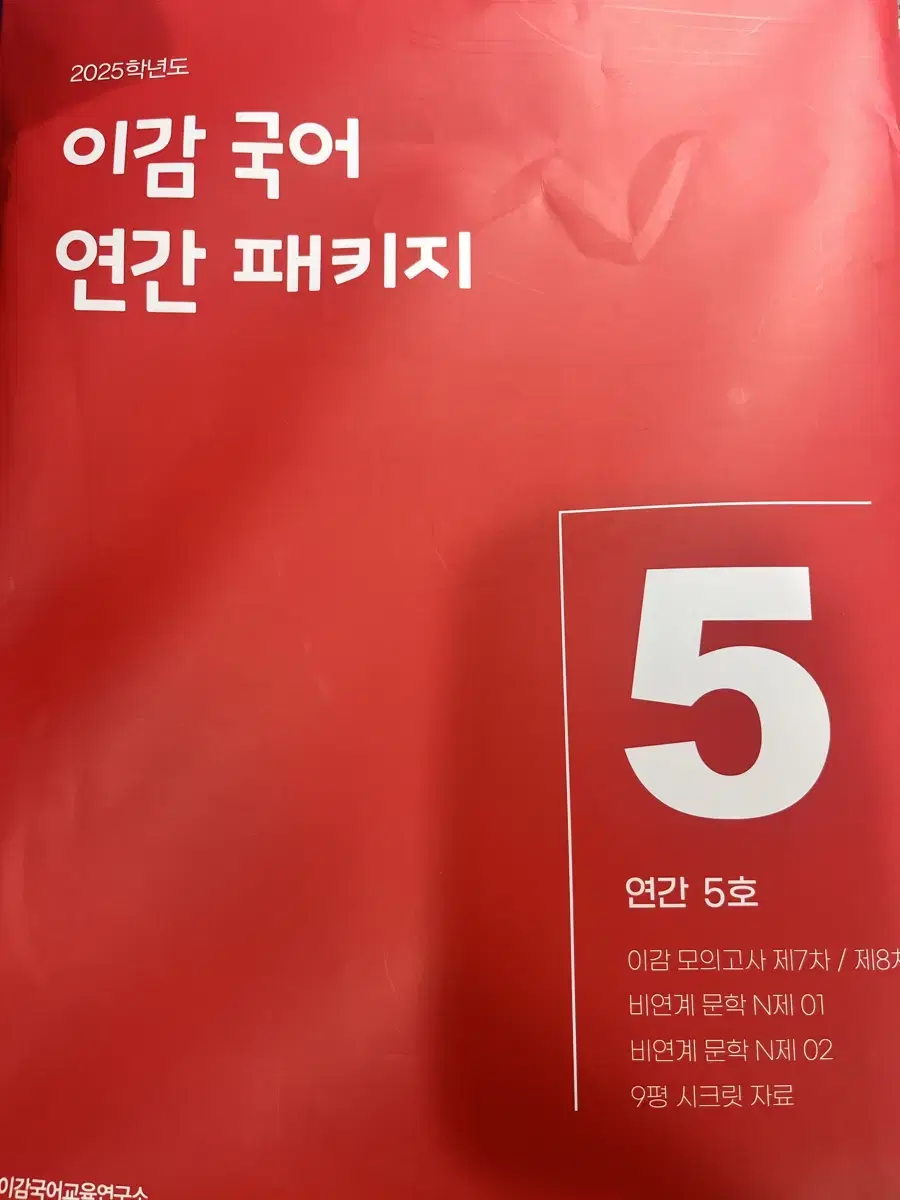 2025학년도
이감 국어
연간 패키지
5
연간 5호
이감 모의고사 제7차 / 제8차
비연계 문학 N제 01
비연계 문학 N제 02
9평 시크릿 자료
이감국어교육연구소